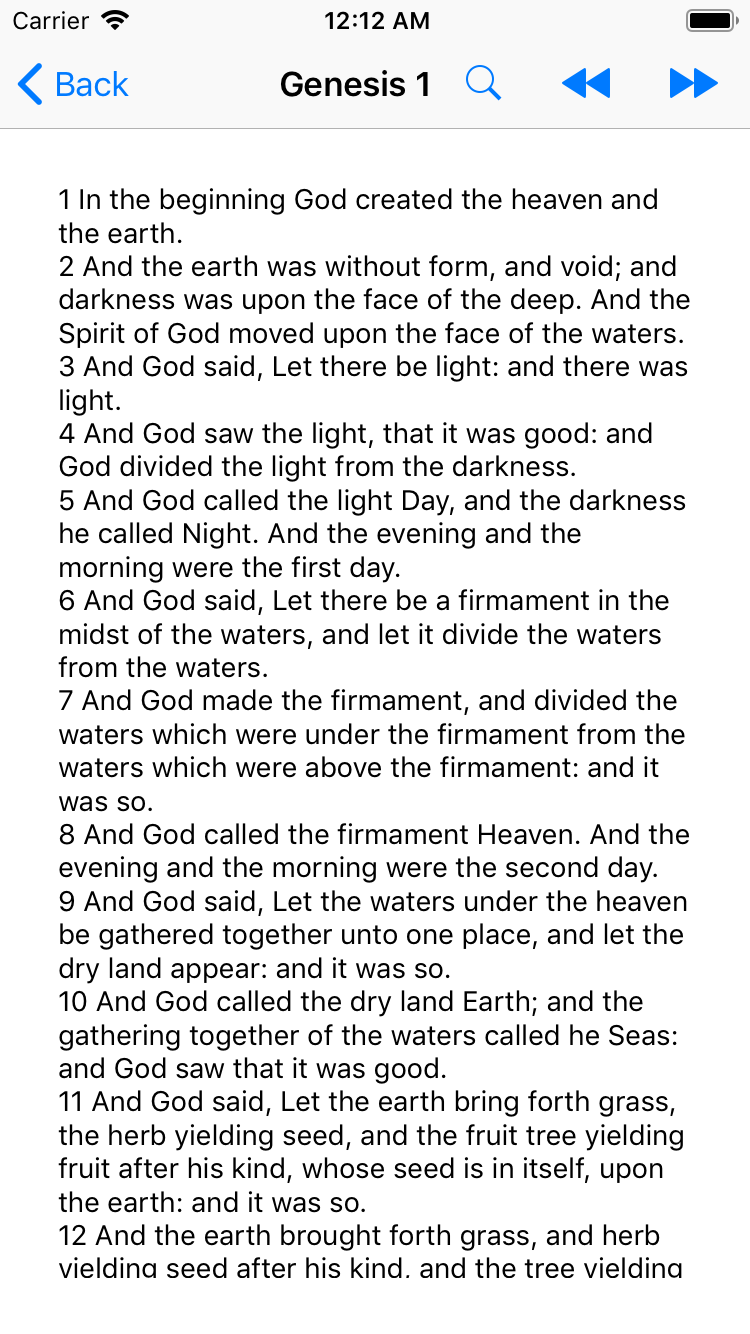 Carrier 12:12 AM
Back Genesis 1
1 In the beginning God created the heaven and
the earth.
2 And the earth was without form, and void; and
darkness was upon the face of the deep. And the
Spirit of God moved upon the face of the waters.
3 And God said, Let there be light: and there was
light.
4 And God saw the light, that it was good: and
God divided the light from the darkness.
5 And God called the light Day, and the darkness
he called Night. And the evening and the
morning were the first day.
6 And God said, Let there be a firmament in the
midst of the waters, and let it divide the waters
from the waters.
7 And God made the firmament, and divided the
waters which were under the firmament from the
waters which were above the firmament: and it
was so.
8 And God called the firmament Heaven. And the
evening and the morning were the second day.
9 And God said, Let the waters under the heaven
be gathered together unto one place, and let the
dry land appear: and it was so.
10 And God called the dry land Earth; and the
gathering together of the waters called he Seas:
and God saw that it was good.
11 And God said, Let the earth bring forth grass,
the herb yielding seed, and the fruit tree yielding
fruit after his kind, whose seed is in itself, upon
the earth: and it was so.
12 And the earth brought forth grass, and herb
yielding seed after his kind, and the tree yielding